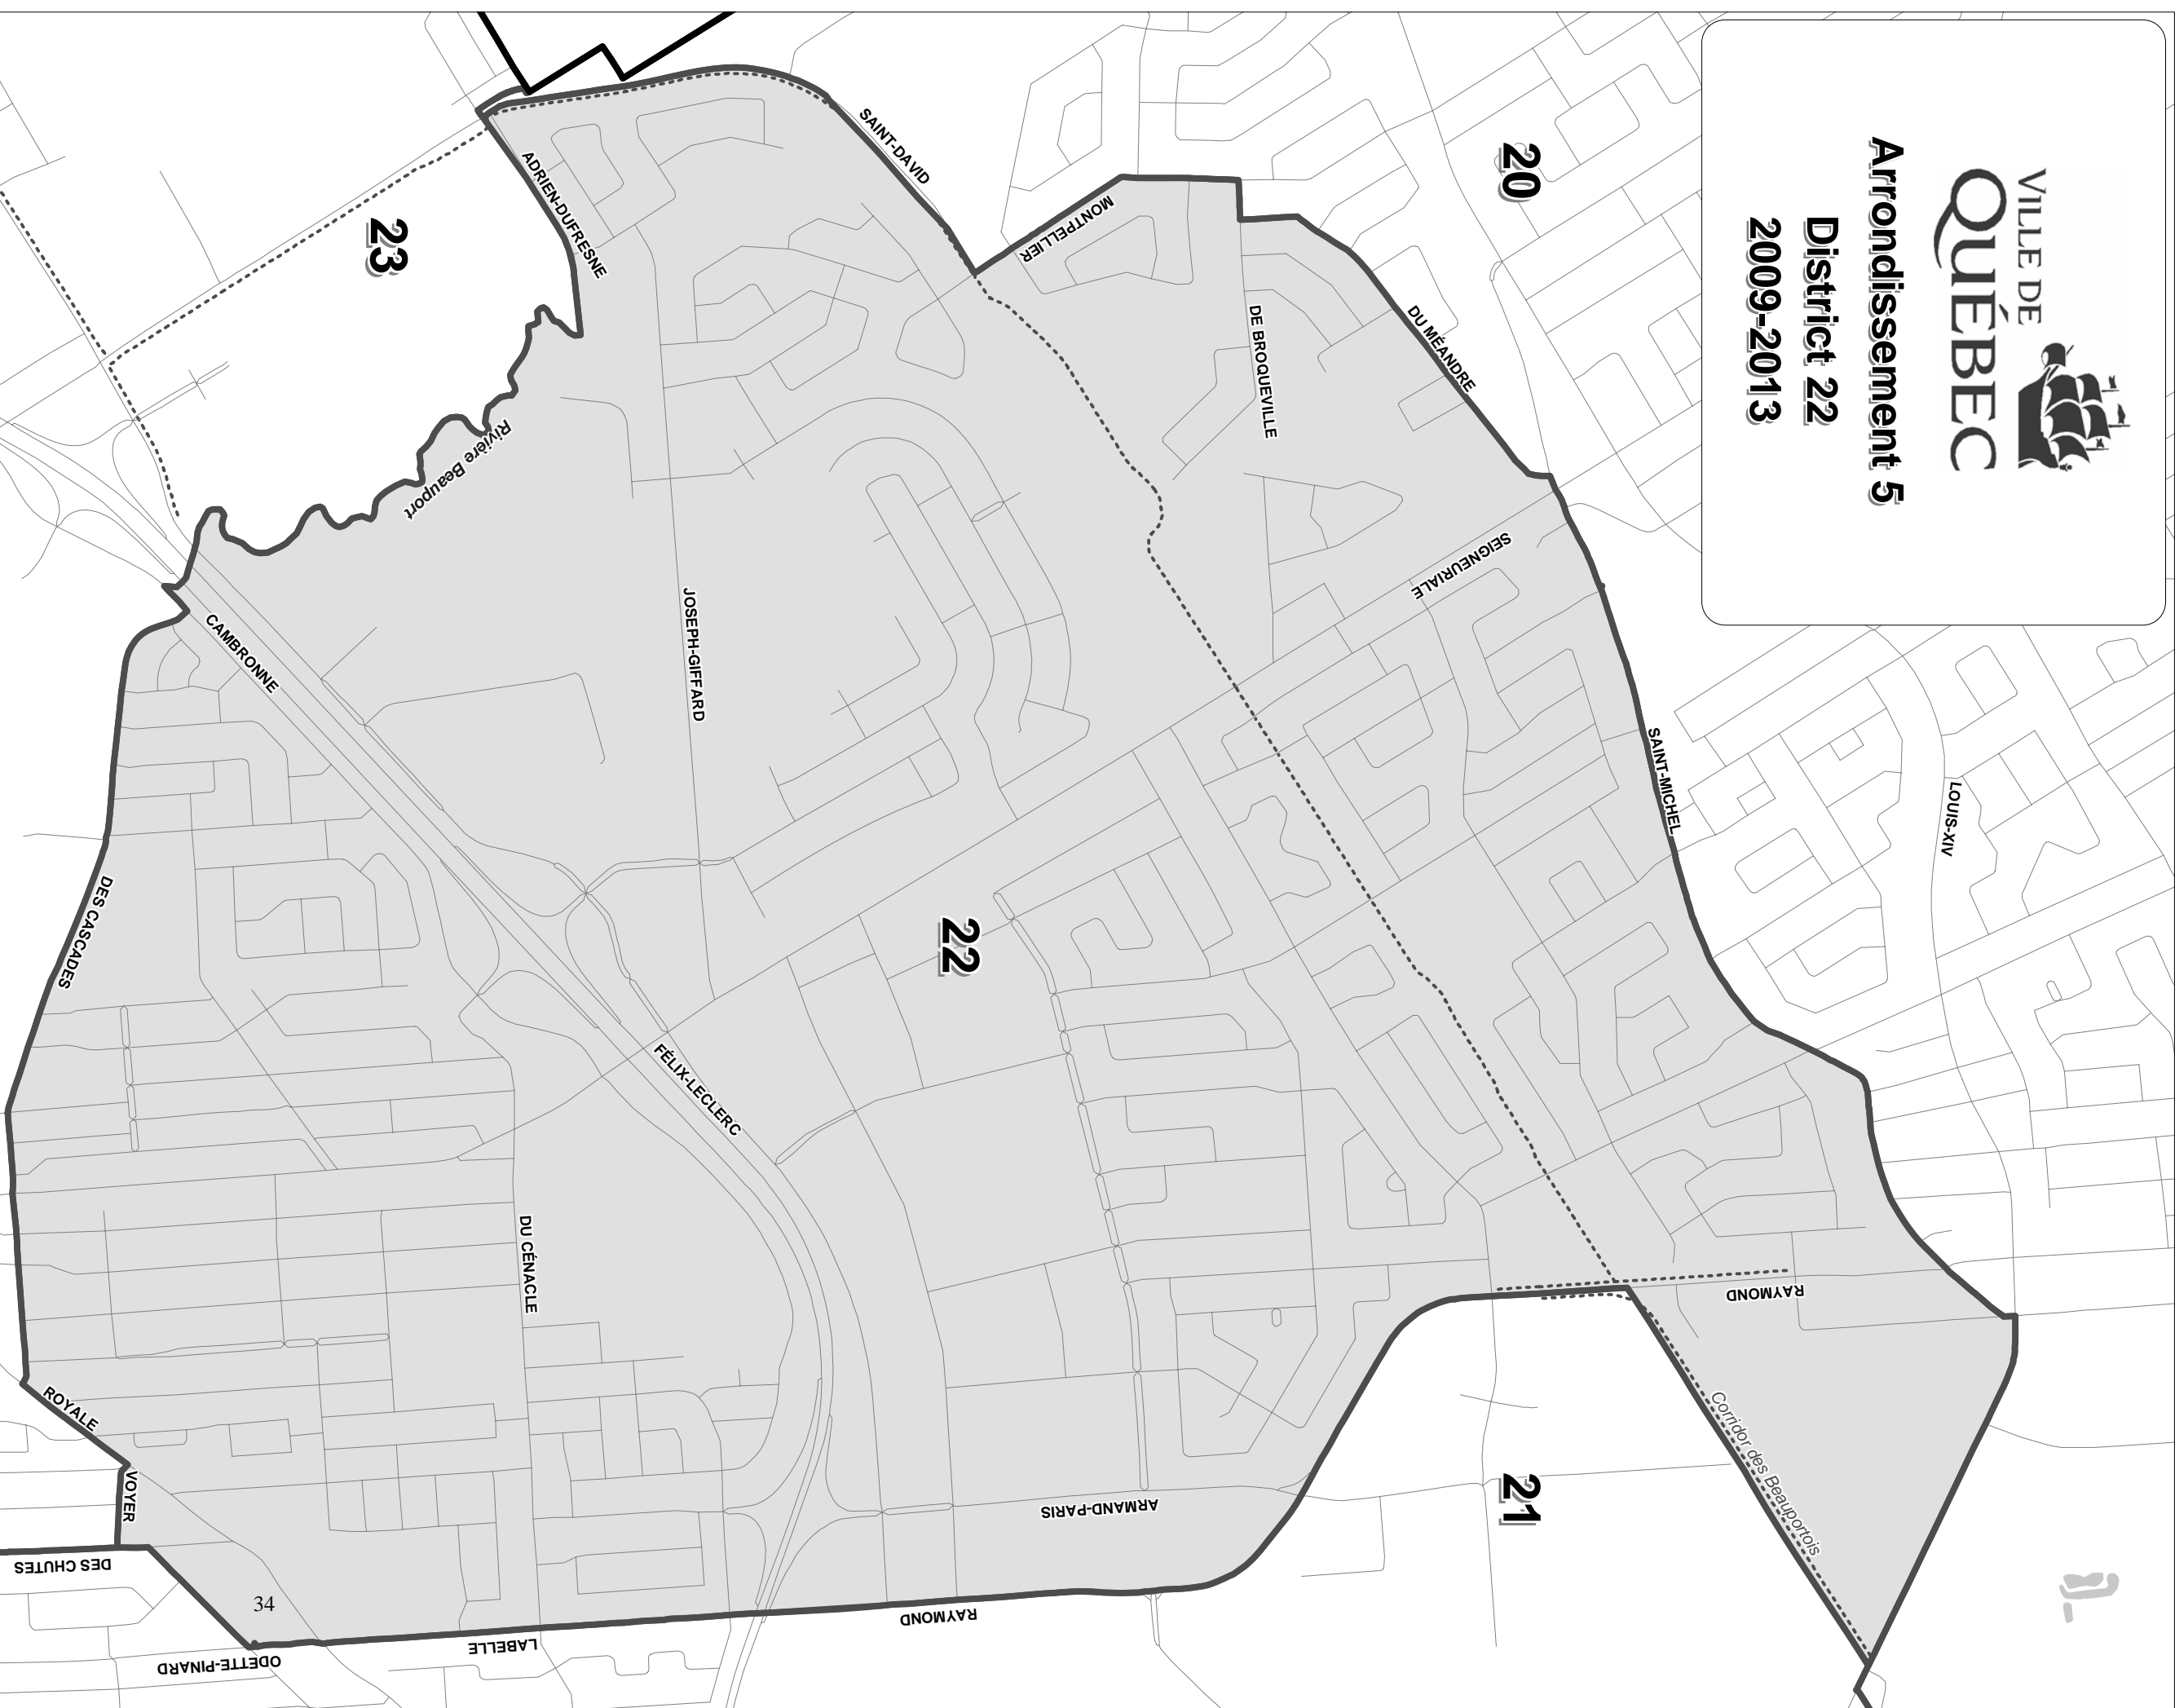 VILLE DE
QUÉBEC
Arrondissement 5
District 22
2009-2013
20
SAINT-DAVID
MONTPELLIER
ADRIEN-DUFRESNE
23
DE BROQUEVILLE
DU MÉANDRE
Rivière Beauport
SEIGNEURIALE
JOSEPH-GIFFARD
CAMBRONNE
SAINT-MICHEL
LOUIS-XIV
DES CASCADES
22
FÉLIX-LECLERC
DU CÉNACLE
RAYMOND
Corridor des Beauportois
21
ROYALE
VOYER
ARMAND-PARIS
DES CHUTES
34
RAYMOND
LABELLE
ODETTE-PINARD